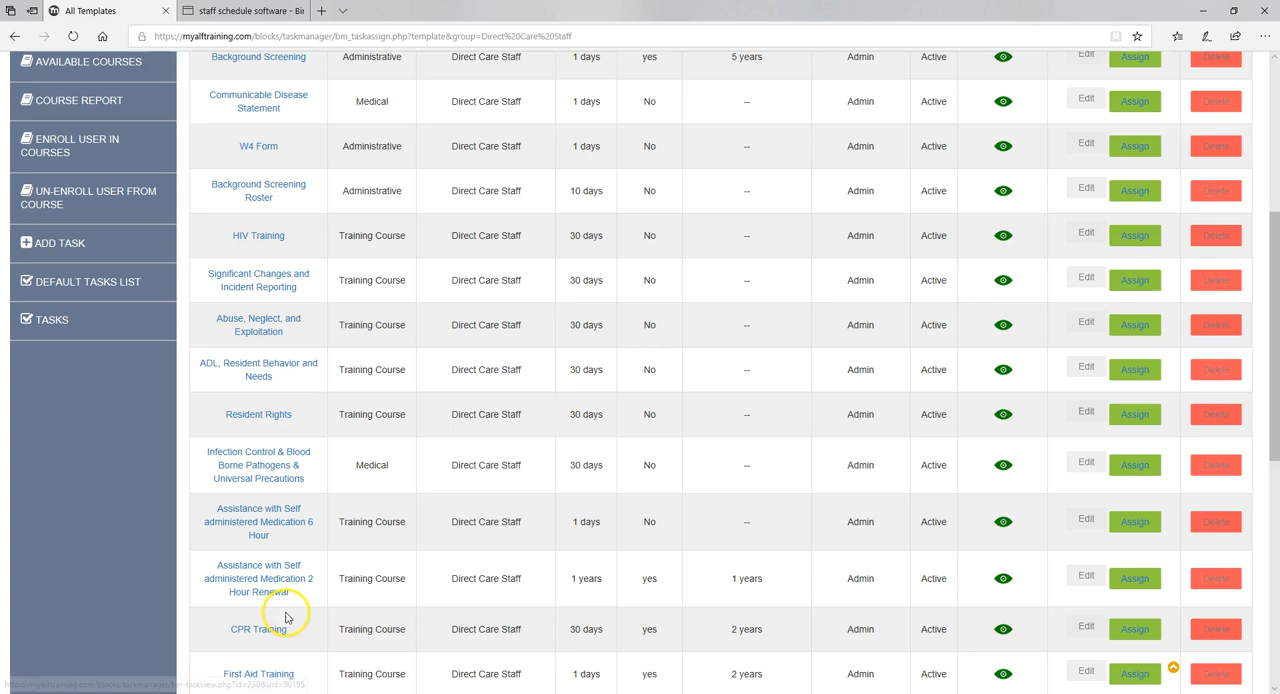 All Templates
staff schedule software - Bir
https://myalftraining.com/blocks/taskmanager/bm_taskassign.php?template&group=Direct%20Care%20Staff
AVAILABLE COURSES
COURSE REPORT
ENROLL USER IN
COURSES
UN-ENROLL USER FROM
COURSE
ADD TASK
DEFAULT TASKS LIST
TASKS
Background Screening Administrative Direct Care Staff 1 days yes 5 years Admin Active Edit Assign Delete
Communicable Disease
Statement Medical Direct Care Staff 1 days No -- Admin Active Edit Assign Delete
W4 Form Administrative Direct Care Staff 1 days No -- Admin Active Edit Assign Delete
Background Screening
Roster Administrative Direct Care Staff 10 days No -- Admin Active Edit Assign Delete
HIV Training Training Course Direct Care Staff 30 days No -- Admin Active Edit Assign Delete
Significant Changes and
Incident Reporting Training Course Direct Care Staff 30 days No -- Admin Active Edit Assign Delete
Abuse, Neglect, and
Exploitation Training Course Direct Care Staff 30 days No -- Admin Active Edit Assign Delete
ADL, Resident Behavior and
Needs Training Course Direct Care Staff 30 days No -- Admin Active Edit Assign Delete
Resident Rights Training Course Direct Care Staff 30 days No -- Admin Active Edit Assign Delete
Infection Control & Blood
Borne Pathogens &
Universal Precautions Medical Direct Care Staff 30 days No -- Admin Active Edit Assign Delete
Assistance with Self
administered Medication 6
Hour Training Course Direct Care Staff 1 days No -- Admin Active Edit Assign Delete
Assistance with Self
administered Medication 2
Hour Renewal Training Course Direct Care Staff 1 years yes 1 years Admin Active Edit Assign Delete
CPR Training Training Course Direct Care Staff 30 days yes 2 years Admin Active Edit Assign Delete
First Aid Training Training Course Direct Care Staff 1 days yes 2 years Admin Active Edit Assign Delete
https://myalftraining.com/blocks/taskmanager/bm-taskview.php?id=230&uid=90195